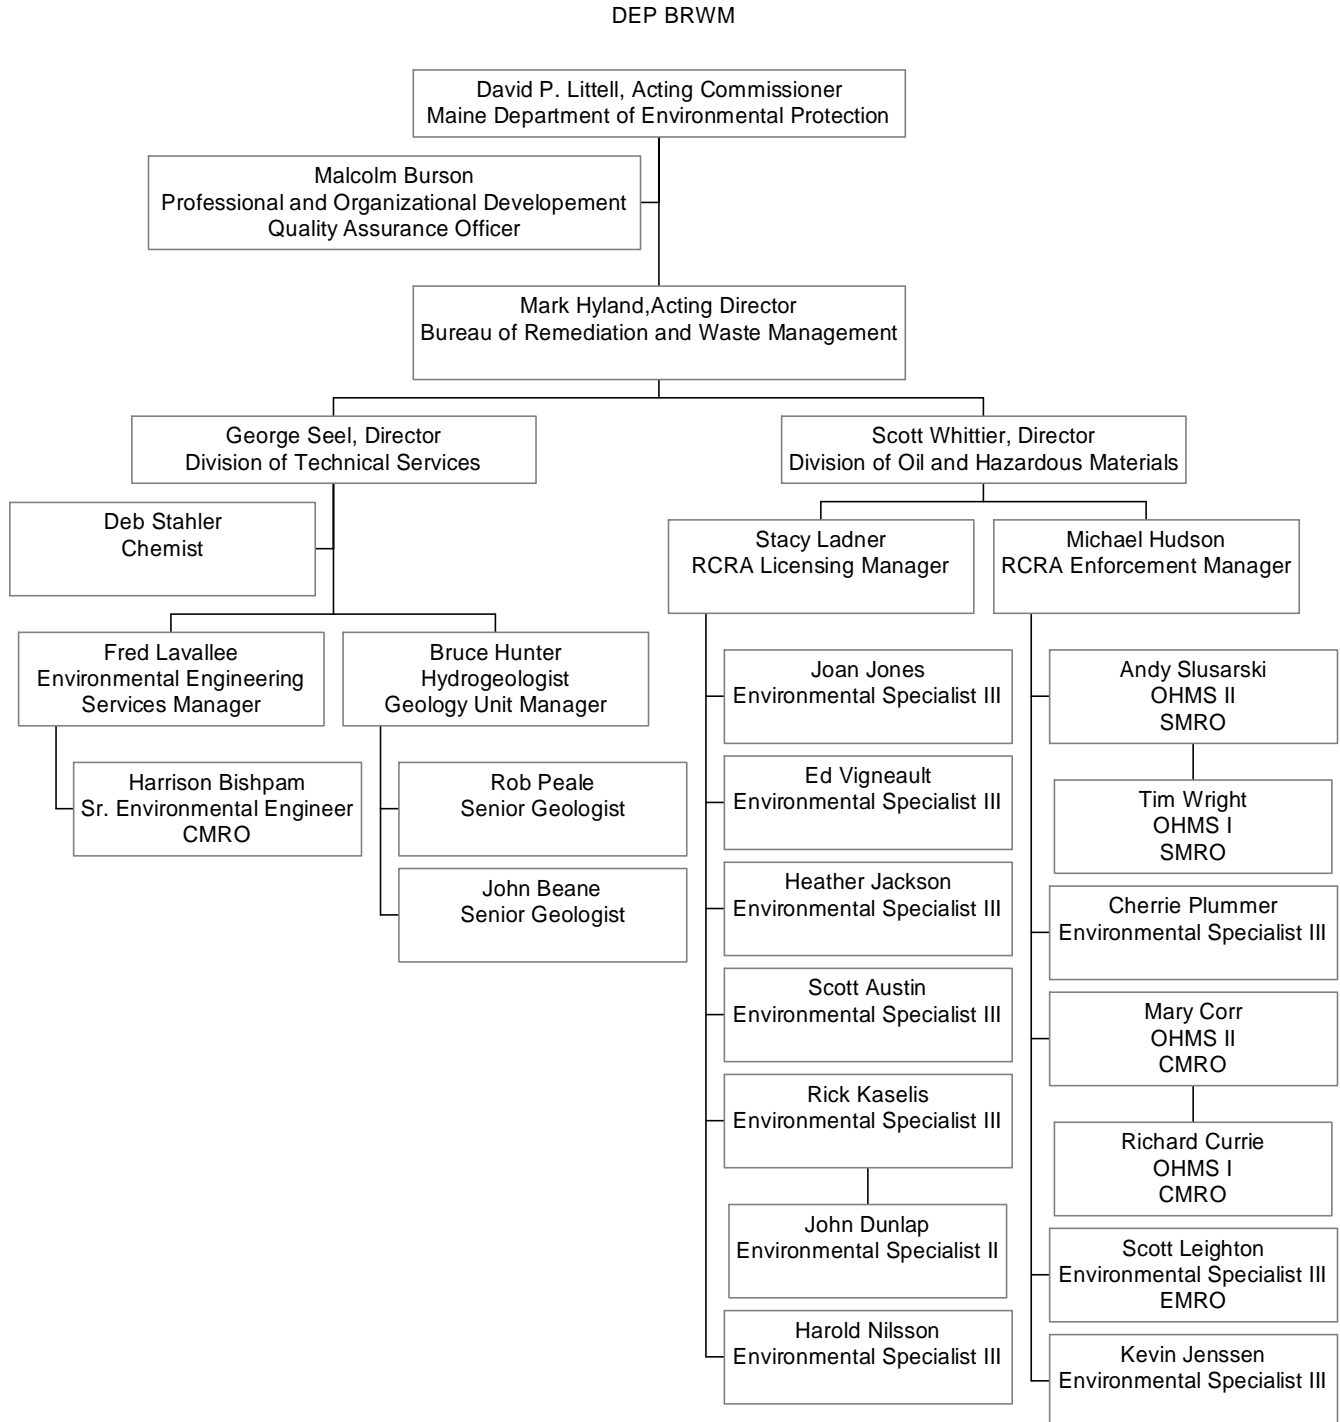 DEP BRWM
David P. Littell, Acting Commissioner
Maine Department of Environmental Protection
Malcolm Burson
Professional and Organizational Developement
Quality Assurance Officer
Mark Hyland,Acting Director
Bureau of Remediation and Waste Management
George Seel, Director
Division of Technical Services
Scott Whittier, Director
Division of Oil and Hazardous Materials
Deb Stahler
Chemist
Fred Lavallee
Environmental Engineering
Services Manager
Harrison Bishpam
Sr. Environmental Engineer
CMRO
Bruce Hunter
Hydrogeologist
Geology Unit Manager
Rob Peale
Senior Geologist
John Beane
Senior Geologist
Stacy Ladner
RCRA Licensing Manager
Joan Jones
Environmental Specialist III
Ed Vigneault
Environmental Specialist III
Heather Jackson
Environmental Specialist III
Scott Austin
Environmental Specialist III
Rick Kaselis
Environmental Specialist III
John Dunlap
Environmental Specialist II
Harold Nilsson
Environmental Specialist III
Michael Hudson
RCRA Enforcement Manager
Andy Slusarski
OHMS II
SMRO
Tim Wright
OHMS I
SMRO
Cherrie Plummer
Environmental Specialist III
Mary Corr
OHMS II
CMRO
Richard Currie
OHMS I
CMRO
Scott Leighton
Environmental Specialist III
EMRO
Kevin Jenssen
Environmental Specialist III